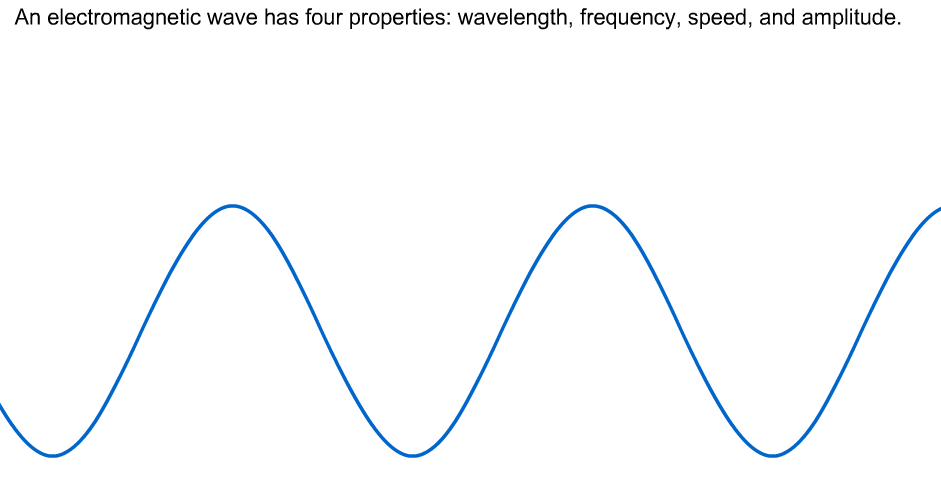 An electromagnetic wave has four properties: wavelength, frequency, speed, and amplitude.